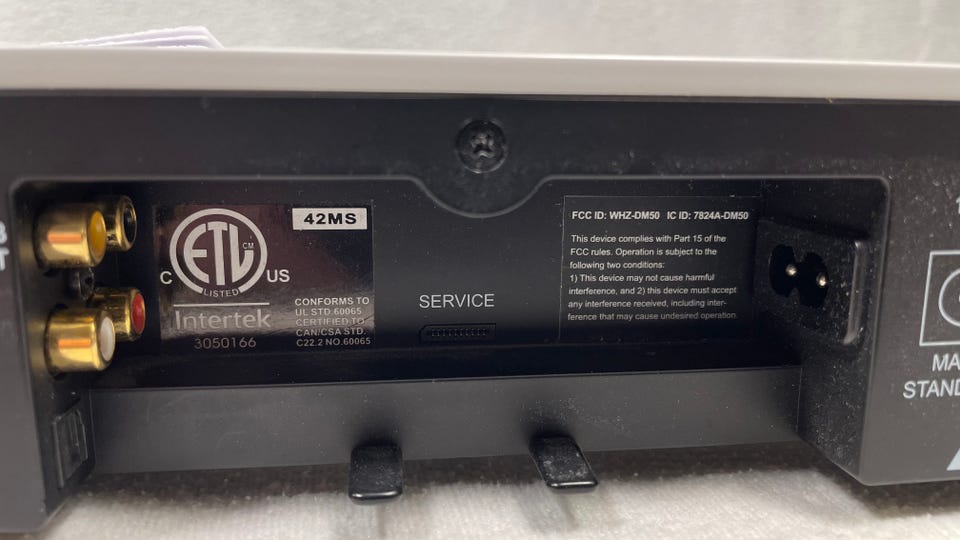 42MS
ETL CM
C US
LISTED
Intertek
3050166
CONFORMS TO
UL STD.60065
CERTIFIED TO
CAN/CSA STD.
C22.2 NO.60065
SERVICE
FCC ID: WHZ-DM50 IC ID: 7824A-DM50
This device complies with Part 15 of the
FCC rules. Operation is subject to the
following two conditions:
1) This device may not cause harmful
interference, and 2) this device must accept
any interference received, including inter-
ference that may cause undesired operation.
MA
STAND